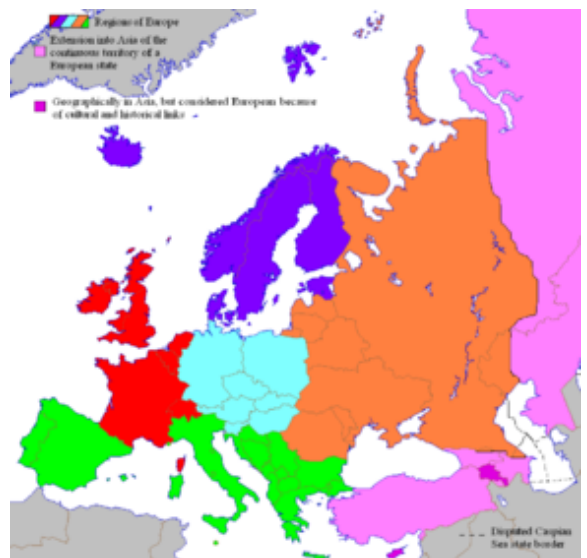 Regions of Europe
Extension into Asia of the
continuous territory of a
European state
Geographically in Asia, but considered European because
of cultural and historical links
Disputed Caspian
Sea state border